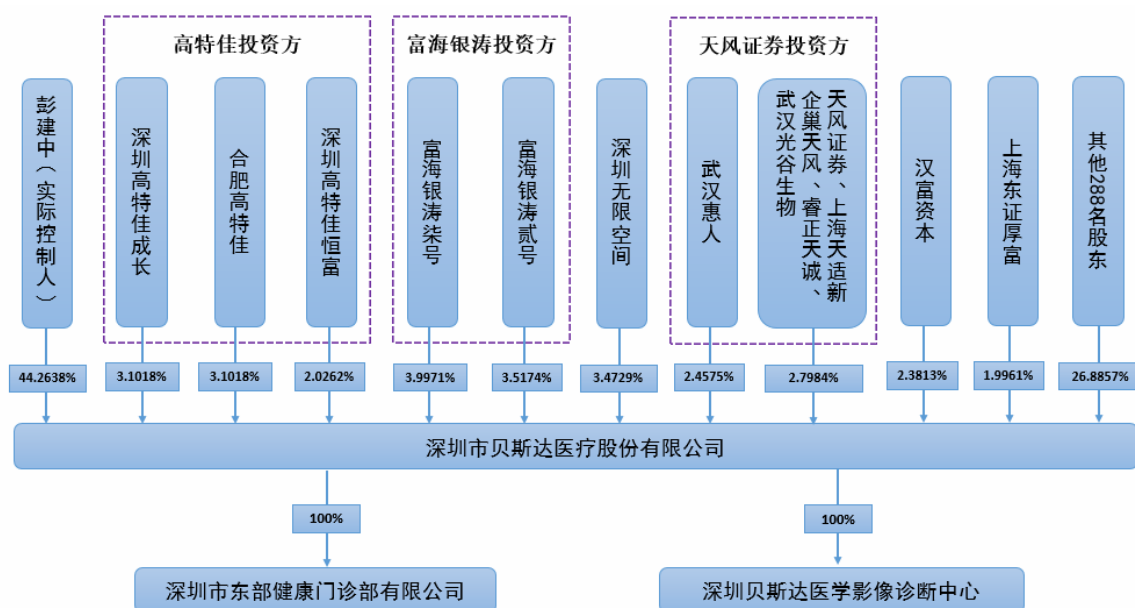 高特佳投资方
富海银涛投资方
天风证券投资方
彭建中（实际控制人）
深圳高特佳成长
合肥高特佳
深圳高特佳恒富
富海银涛柒号
富海银涛贰号
深圳无限空间
武汉惠人
天风证券、上海天适新
企巢天风、睿正天诚、
武汉光谷生物
汉富资本
上海东证厚富
其他288名股东
44.2638%
3.1018%
3.1018%
2.0262%
3.9971%
3.5174%
3.4729%
2.4575%
2.7984%
2.3813%
1.9961%
26.8857%
深圳市贝斯达医疗股份有限公司
100%
100%
深圳市东部健康门诊部有限公司
深圳贝斯达医学影像诊断中心